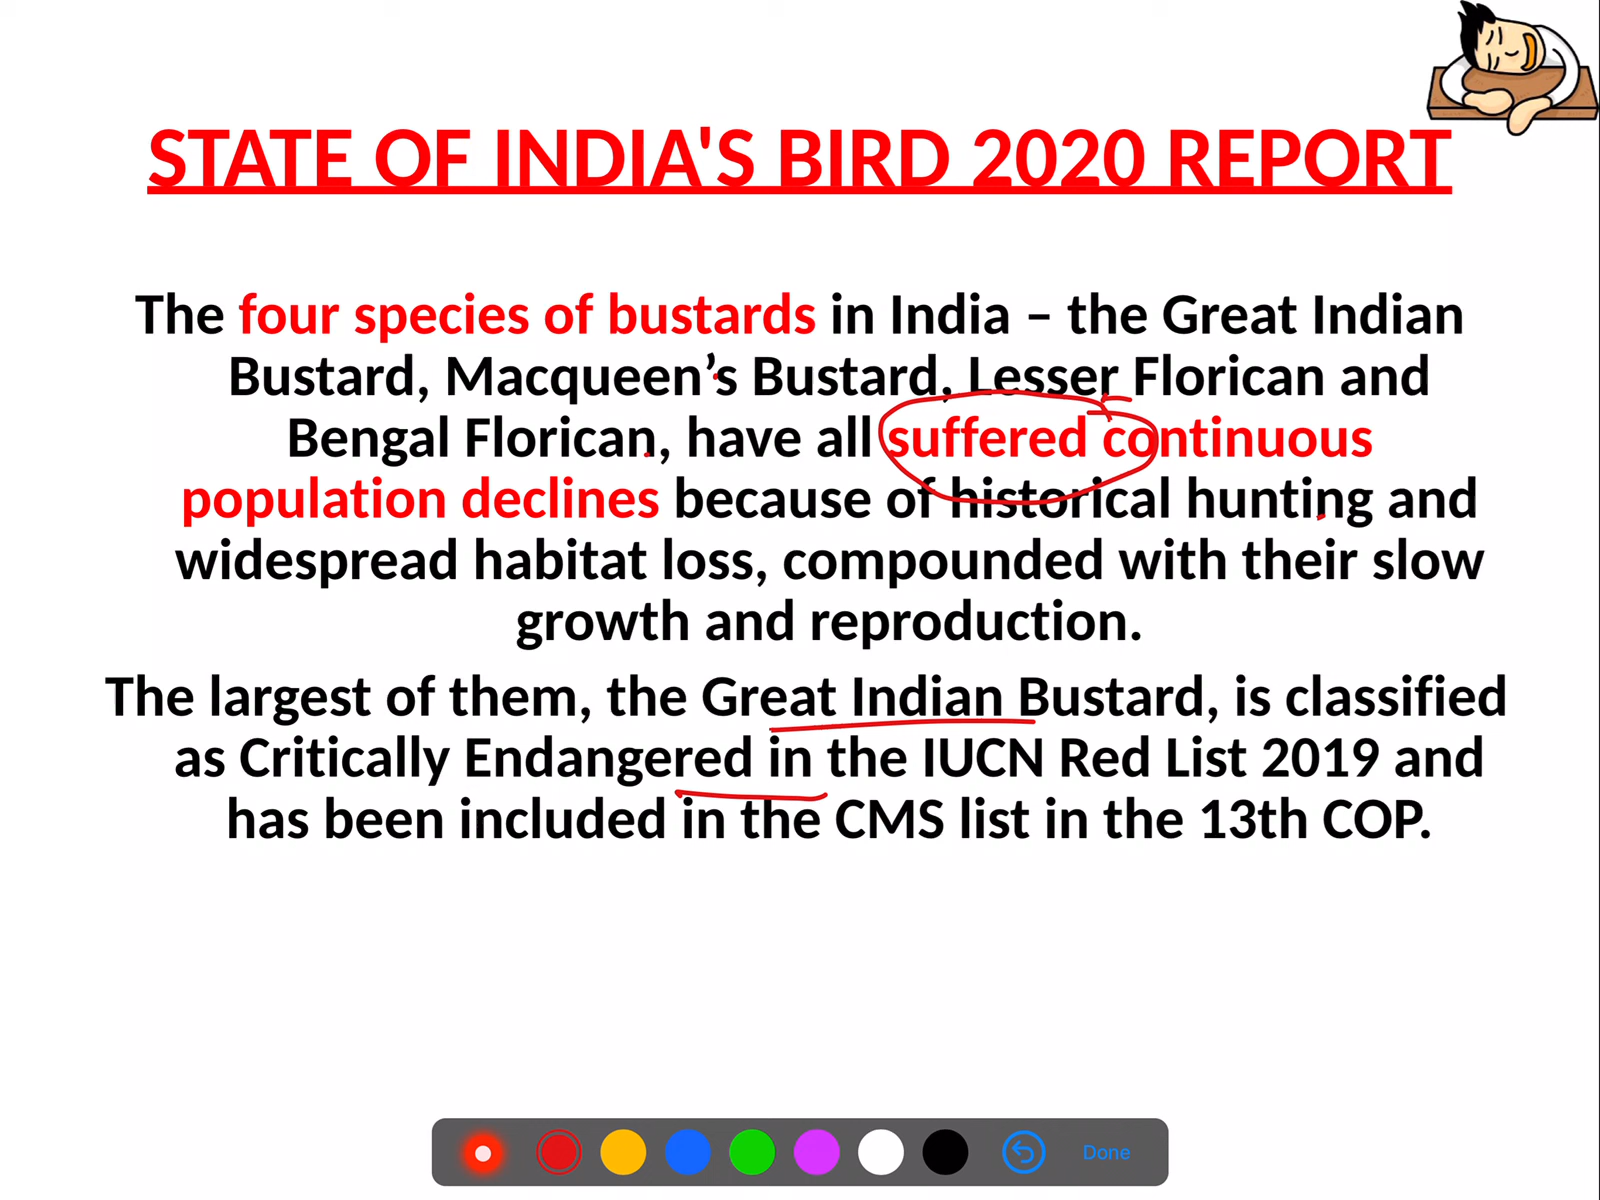 STATE OF INDIA'S BIRD 2020 REPORT
The four species of bustards in India – the Great Indian
Bustard, Macqueen’s Bustard, Lesser Florican and
Bengal Florican, have all suffered continuous
population declines because of historical hunting and
widespread habitat loss, compounded with their slow
growth and reproduction.
The largest of them, the Great Indian Bustard, is classified
as Critically Endangered in the IUCN Red List 2019 and
has been included in the CMS list in the 13th COP.
Done